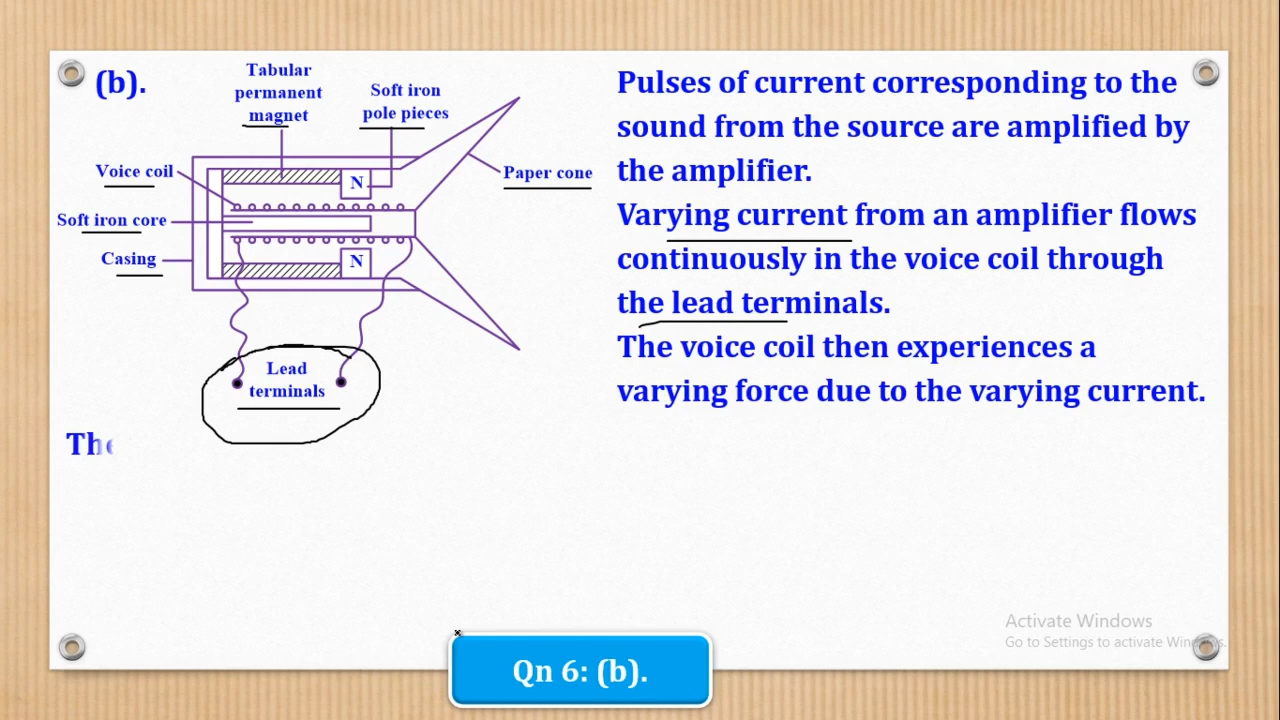 (b).
Tabular
permanent
magnet
Soft iron
pole pieces
Voice coil
N
Paper cone
Soft iron core
Casing
N
Lead
terminals
Pulses of current corresponding to the
sound from the source are amplified by
the amplifier.
Varying current from an amplifier flows
continuously in the voice coil through
the lead terminals.
The voice coil then experiences a
varying force due to the varying current.
The
Activate Windows
Go to Settings to activate Windows.
Qn 6: (b).